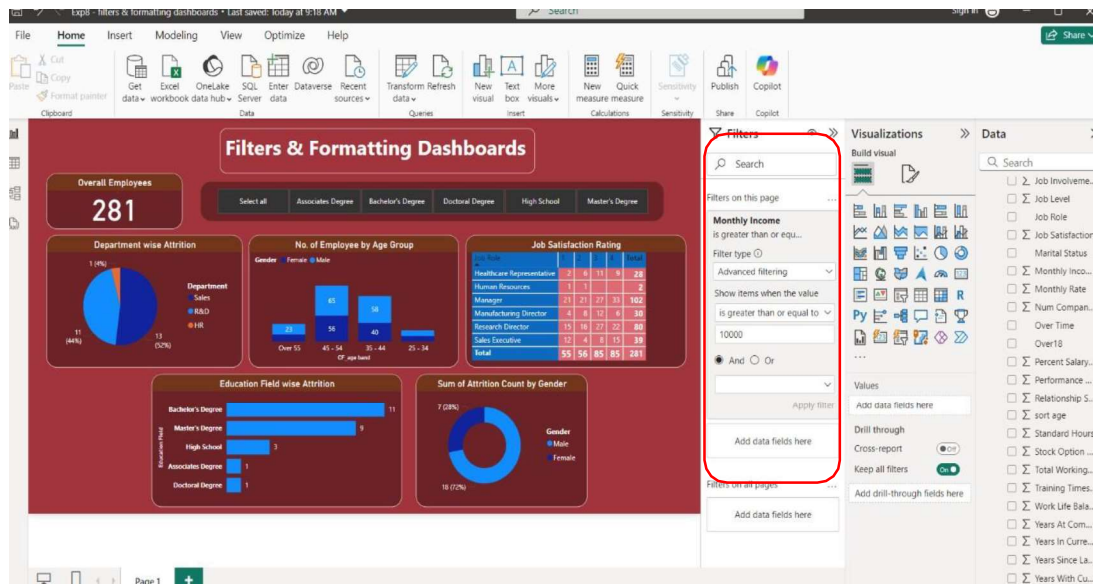 Exp8 - filters & formatting dashboards • Last saved: Today at 9:18 AM
Search
Sign in
File Home Insert Modeling View Optimize Help
Share
Paste
Cut
Copy
Format painter
Get data
Excel workbook
OneLake data hub
SQL Server
Enter data
Dataverse
Recent sources
Transform data
Refresh
New visual
Text box
More visuals
New measure
Quick measure
Sensitivity
Publish
Copilot
Clipboard
Data
Queries
Insert
Calculations
Sensitivity
Share
Copilot
Filters & Formatting Dashboards
Overall Employees
281
Select all Associates Degree Bachelor's Degree Doctoral Degree High School Master's Degree
Department wise Attrition
1 (4%)
11
(44%)
13
(52%)
Department
Sales
R&D
HR
No. of Employee by Age Group
Gender Female Male
23
65
56
58
40
Over 55 45 - 54 35 - 44 25 - 34
CF_age band
Job Satisfaction Rating
Job Role 1 2 3 4 Total
Healthcare Representative 2 6 11 9 28
Human Resources 1 1 2
Manager 21 21 27 33 102
Manufacturing Director 4 8 12 6 30
Research Director 15 16 27 22 80
Sales Executive 12 4 8 15 39
Total 55 56 85 85 281
Education Field wise Attrition
Education Field
Bachelor's Degree 11
Master's Degree 9
High School 3
Associates Degree 1
Doctoral Degree 1
Sum of Attrition Count by Gender
7 (28%)
18 (72%)
Gender
Male
Female
Filters
Search
Filters on this page
...
Monthly Income
is greater than or equ...
Filter type
Advanced filtering
Show items when the value
is greater than or equal to
10000
And Or
Apply filter
Add data fields here
Filters on all pages
...
Add data fields here
Visualizations
Build visual
R
Py
...
Values
Add data fields here
Drill through
Cross-report Off
Keep all filters On
Add drill-through fields here
Data
Search
Σ Job Involveme...
Σ Job Level
Job Role
Σ Job Satisfaction
Marital Status
Σ Monthly Inco...
Σ Monthly Rate
Σ Num Compan...
Over Time
Over18
Σ Percent Salary...
Σ Performance ...
Σ Relationship S...
Σ sort age
Σ Standard Hours
Σ Stock Option ...
Σ Total Working...
Σ Training Times...
Σ Work Life Bala...
Σ Years At Com...
Σ Years In Curre...
Σ Years Since La...
Σ Years With Cu...
Page 1
+